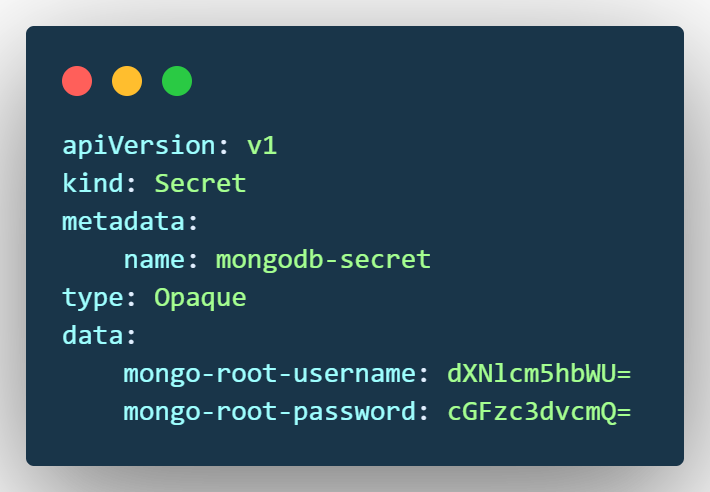 apiVersion: v1
kind: Secret
metadata:
    name: mongodb-secret
type: Opaque
data:
    mongo-root-username: dXNlcm5hbWU=
    mongo-root-password: cGFzc3dvcmQ=